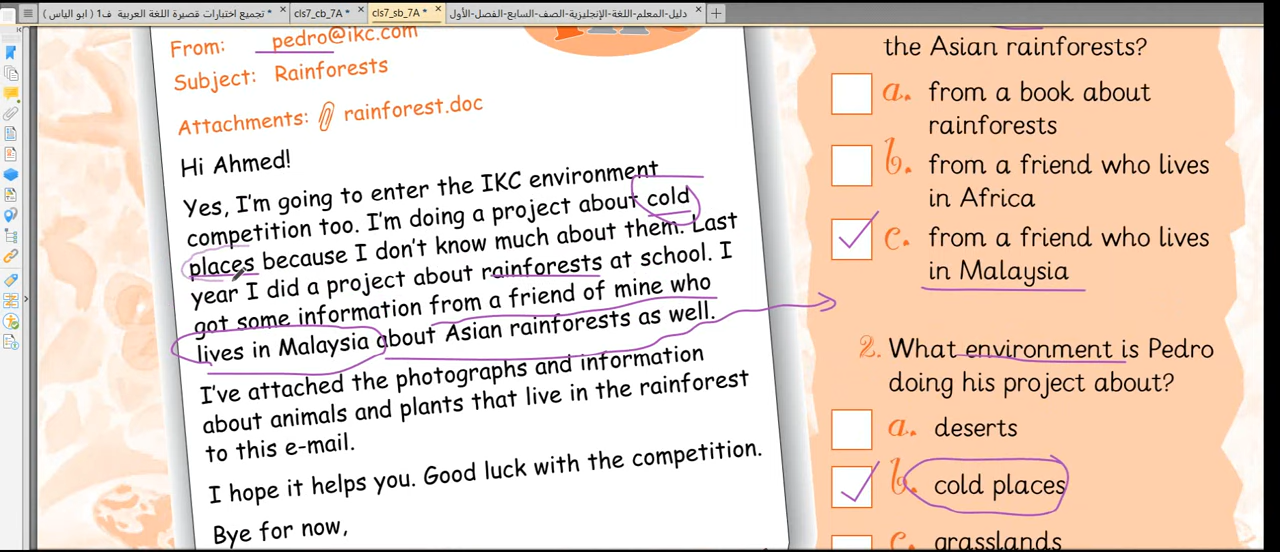 تجميع اختبارات قصيرة اللغة العربية ف1 ( ابو الياس ) *
cls7_cb_7A *
cls7_sb_7A *
دليل-المعلم-اللغة-الإنجليزية-الصف-السابع-الفصل-الأول
From: pedro@ikc.com
Subject: Rainforests
Attachments: rainforest.doc
Hi Ahmed!
Yes, I'm going to enter the IKC environment
competition too. I'm doing a project about cold
places because I don't know much about them. Last
year I did a project about rainforests at school. I
got some information from a friend of mine who
lives in Malaysia about Asian rainforests as well.
I've attached the photographs and information
about animals and plants that live in the rainforest
to this e-mail.
I hope it helps you. Good luck with the competition.
Bye for now,
the Asian rainforests?
a. from a book about
rainforests
b. from a friend who lives
in Africa
c. from a friend who lives
in Malaysia
2. What environment is Pedro
doing his project about?
a. deserts
b. cold places
c. grasslands